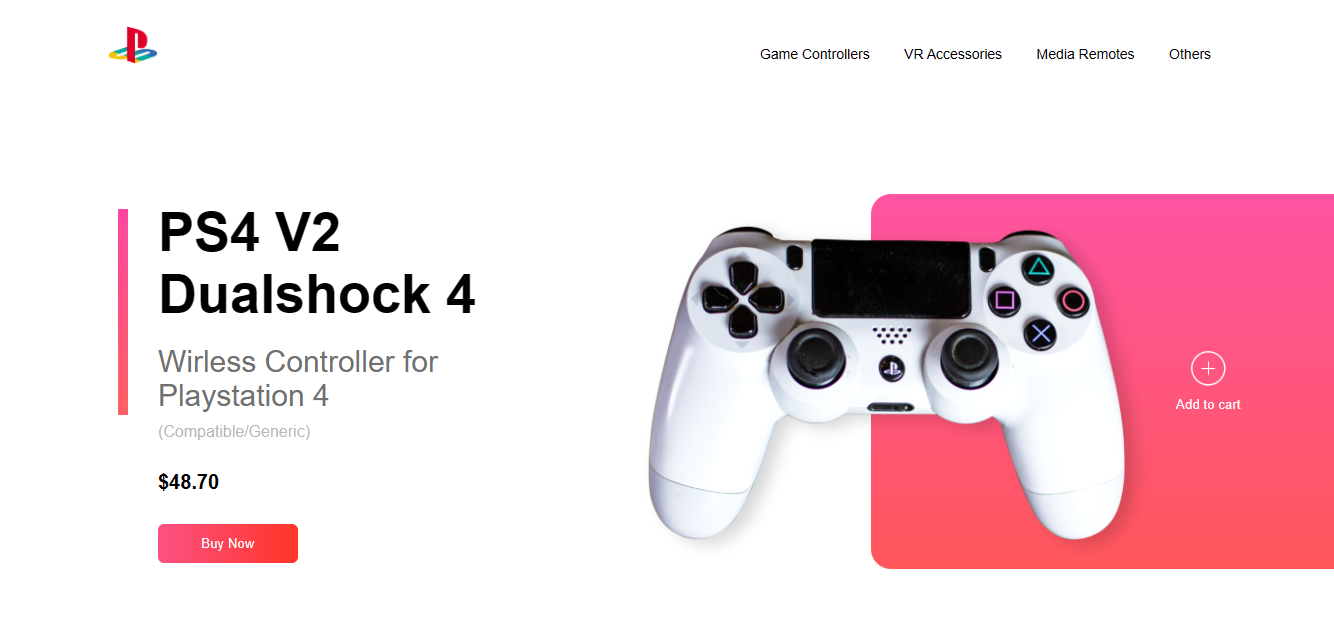 Game Controllers VR Accessories Media Remotes Others
PS4 V2
Dualshock 4
Wirless Controller for
Playstation 4
(Compatible/Generic)
$48.70
Buy Now
Add to cart